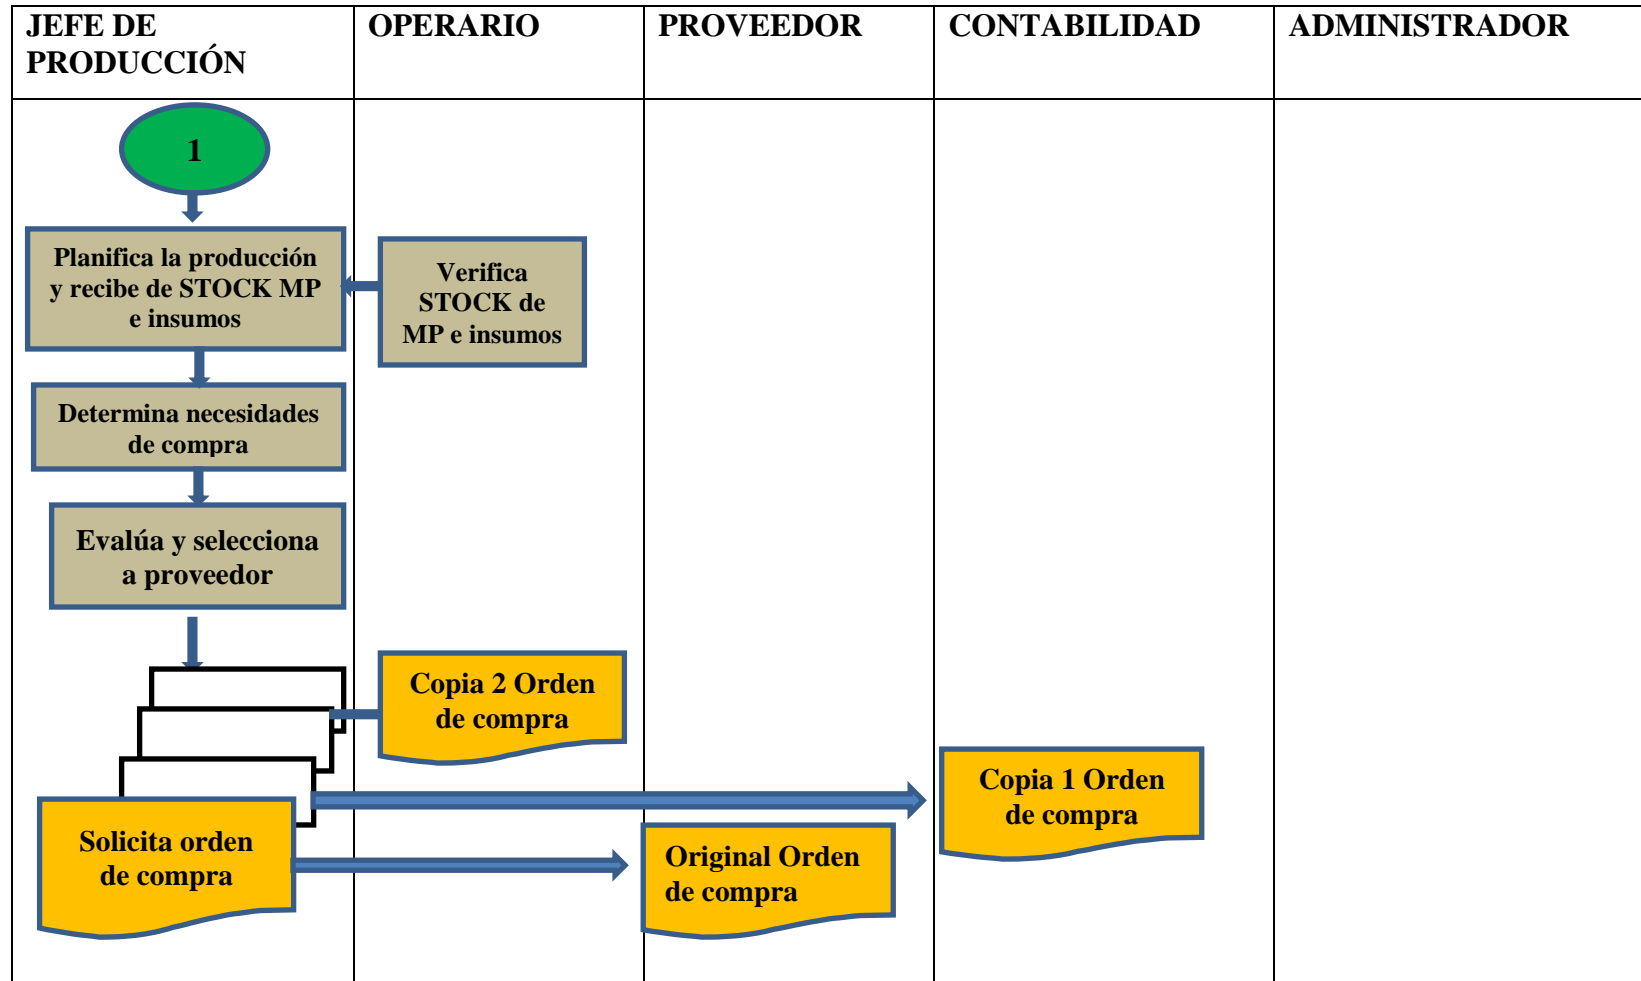 JEFE DE
PRODUCCIÓN
OPERARIO
PROVEEDOR
CONTABILIDAD
ADMINISTRADOR
1
Planifica la producción
y recibe de STOCK MP
e insumos
Verifica
STOCK de
MP e insumos
Determina necesidades
de compra
Evalúa y selecciona
a proveedor
Copia 2 Orden
de compra
Copia 1 Orden
de compra
Solicita orden
de compra
Original Orden
de compra